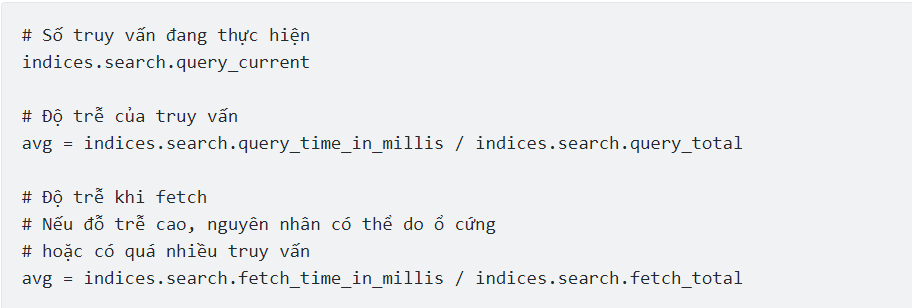 # Số truy vấn đang thực hiện
indices.search.query_current
# Độ trễ của truy vấn
avg = indices.search.query_time_in_millis / indices.search.query_total
# Độ trễ khi fetch
# Nếu đỗ trễ cao, nguyên nhân có thể do ổ cứng
# hoặc có quá nhiều truy vấn
avg = indices.search.fetch_time_in_millis / indices.search.fetch_total